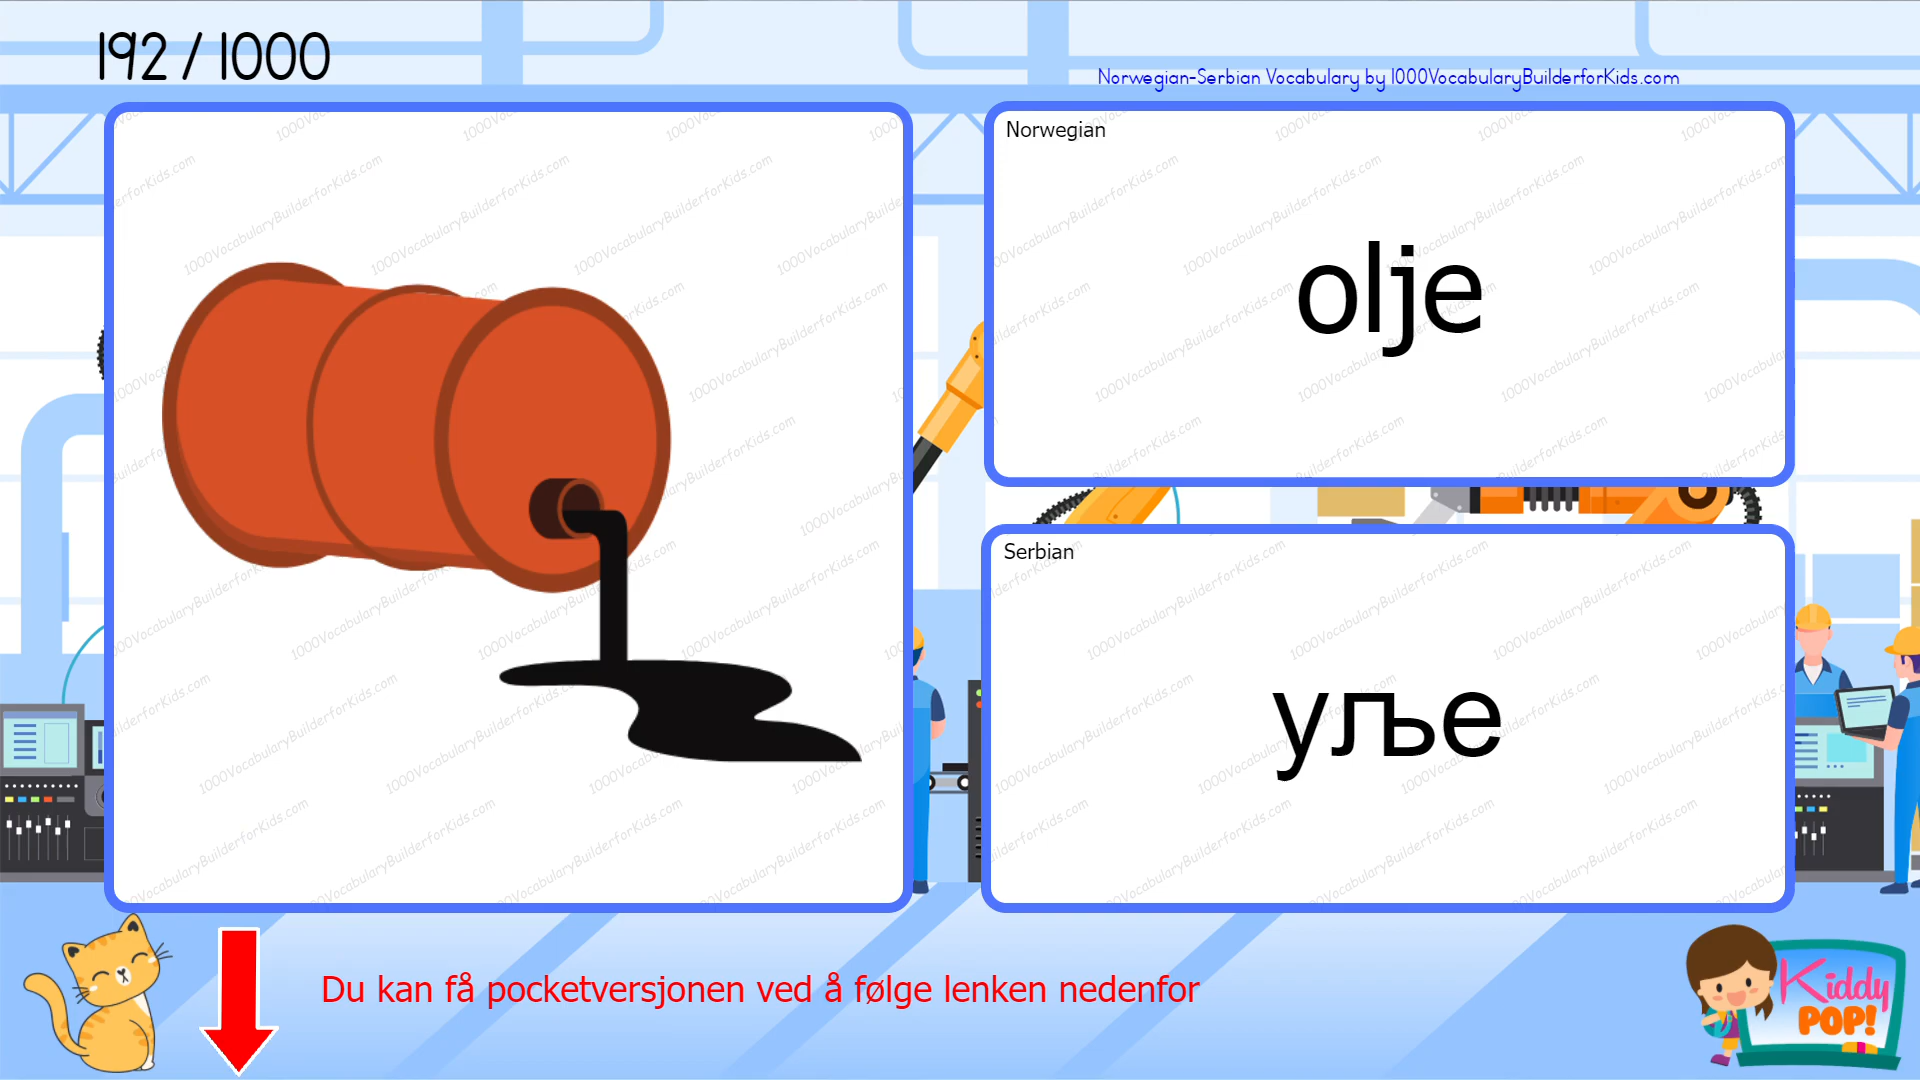 192 / 1000
Norwegian-Serbian Vocabulary by 1000VocabularyBuilderforKids.com
Norwegian
olje
Serbian
уље
Du kan få pocketversjonen ved å følge lenken nedenfor
Kiddy
POP!